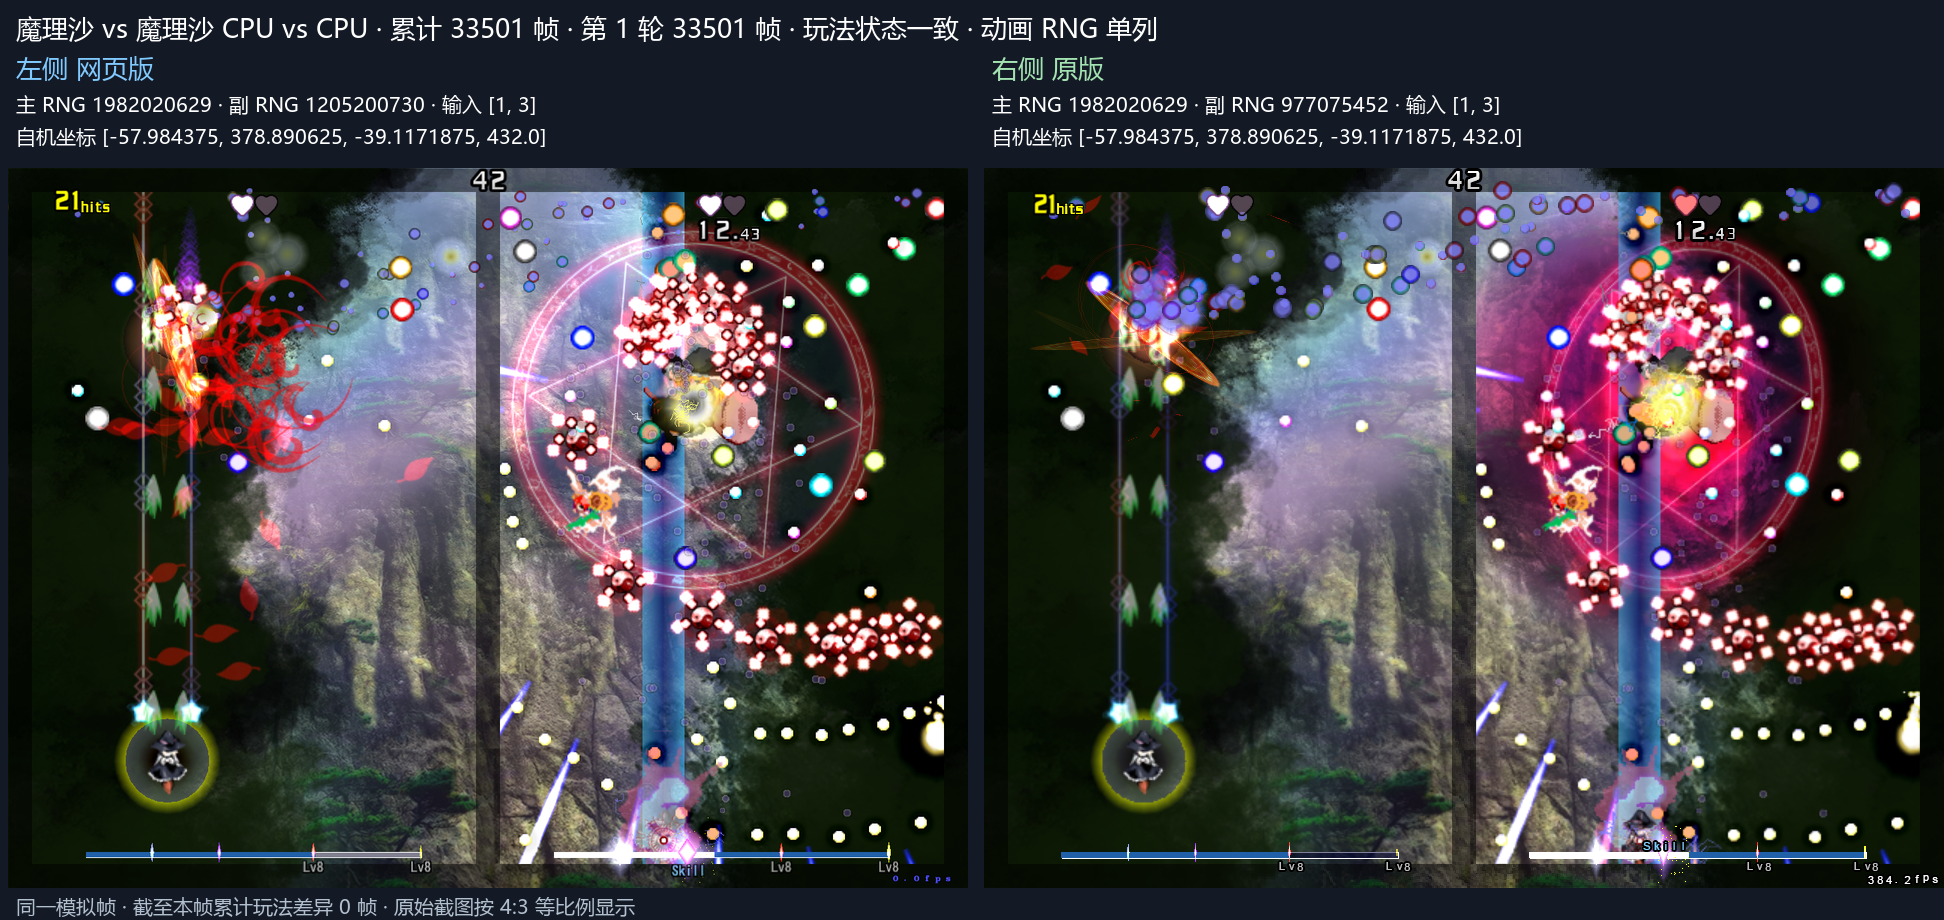 魔理沙 vs 魔理沙 CPU vs CPU · 累计 33501 帧 · 第 1 轮 33501 帧 · 玩法状态一致 · 动画 RNG 单列
左侧 网页版
主 RNG 1982020629 · 副 RNG 1205200730 · 输入 [1, 3]
自机坐标 [-57.984375, 378.890625, -39.1171875, 432.0]
右侧 原版
主 RNG 1982020629 · 副 RNG 977075452 · 输入 [1, 3]
自机坐标 [-57.984375, 378.890625, -39.1171875, 432.0]
42
21hits
12.43
Lv8
Lv8
Skill
Lv8
Lv8
0.0fps
42
21hits
12.43
Skill
Lv8
Lv8
Lv8
Lv8
384.2fps
同一模拟帧 · 截至本帧累计玩法差异 0 帧 · 原始截图按 4:3 等比例显示